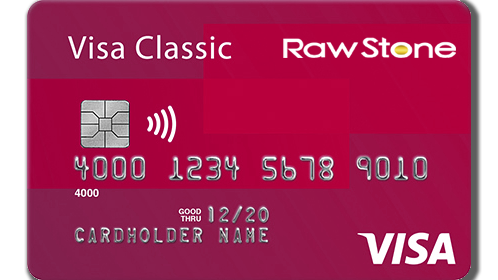 Visa Classic RawStone
4000 1234 5678 9010
4000
GOOD THRU 12/20
CARDHOLDER NAME
VISA